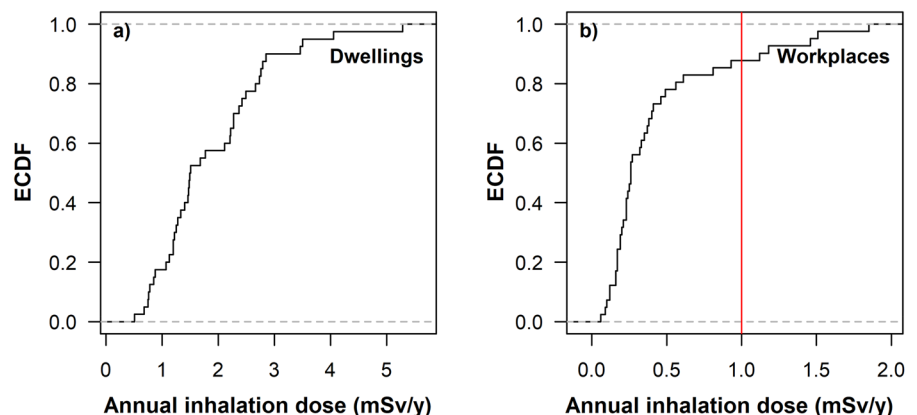 a)
Dwellings
ECDF
1.0
0.8
0.6
0.4
0.2
0.0
0 1 2 3 4 5
Annual inhalation dose (mSv/y)
b)
Workplaces
ECDF
1.0
0.8
0.6
0.4
0.2
0.0
0.0 0.5 1.0 1.5 2.0
Annual inhalation dose (mSv/y)